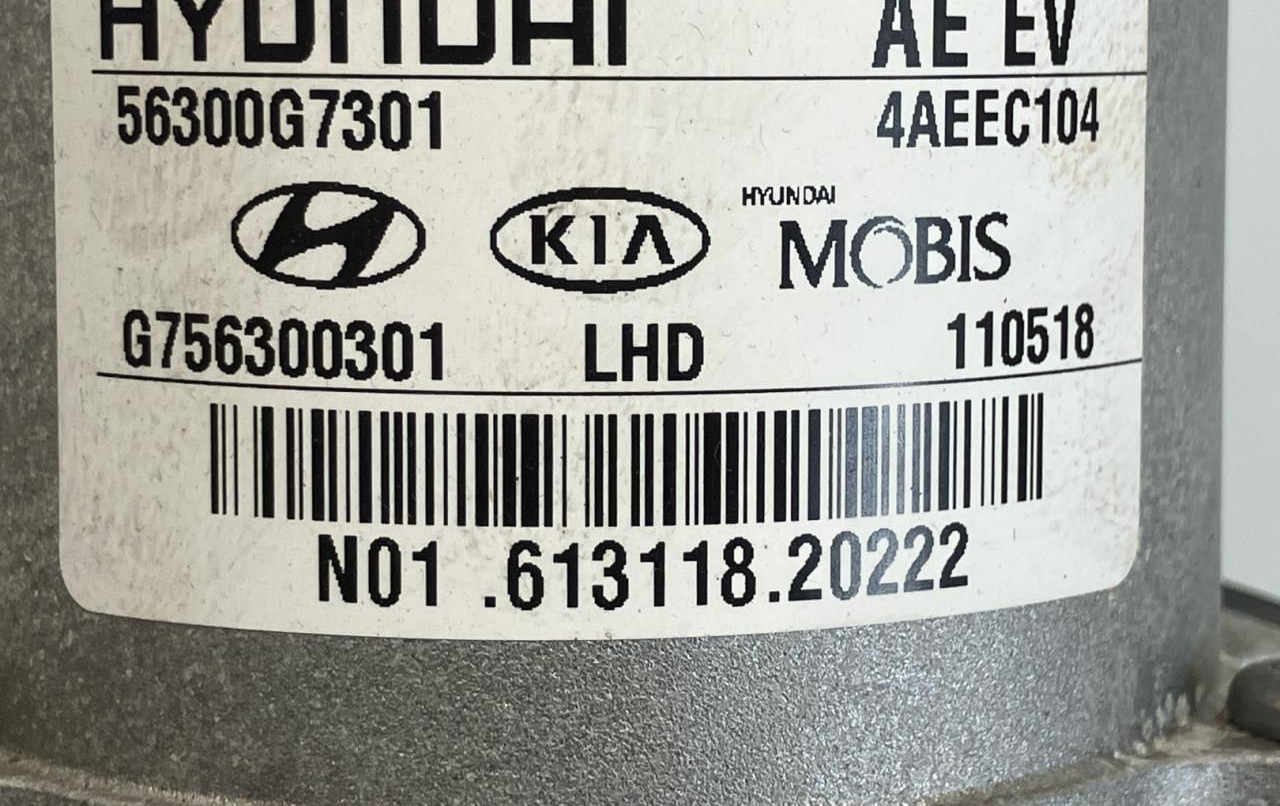 HYUNDAI AE EV
56300G7301 4AEEC104
KIA HYUNDAI MOBIS
G756300301 LHD 110518
N01 .613118.20222